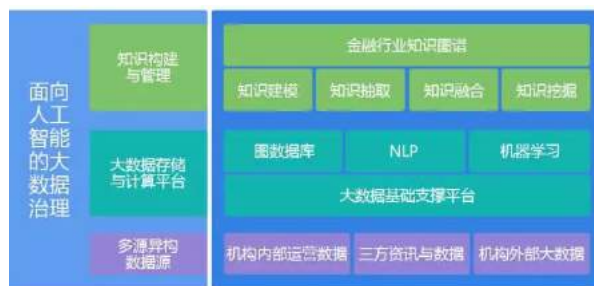 面向
人工
智能
的大
数据
治理
知识构建
与管理
金融行业知识图谱
知识建模
知识抽取
知识融合
知识挖掘
大数据存储
与计算平台
图数据库
NLP
机器学习
大数据基础支撑平台
多源异构
数据源
机构内部运营数据
三方资讯与数据
机构外部大数据